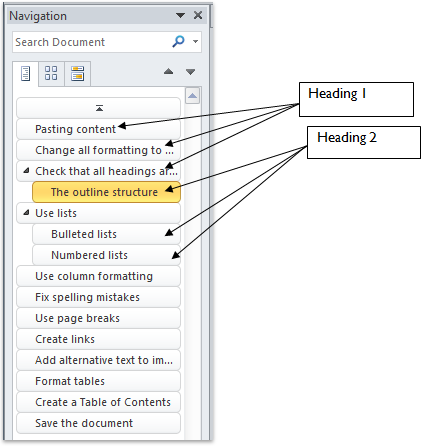 Navigation
Search Document
Heading 1
Pasting content
Heading 2
Change all formatting to ...
Check that all headings ar...
The outline structure
Use lists
Bulleted lists
Numbered lists
Use column formatting
Fix spelling mistakes
Use page breaks
Create links
Add alternative text to im...
Format tables
Create a Table of Contents
Save the document